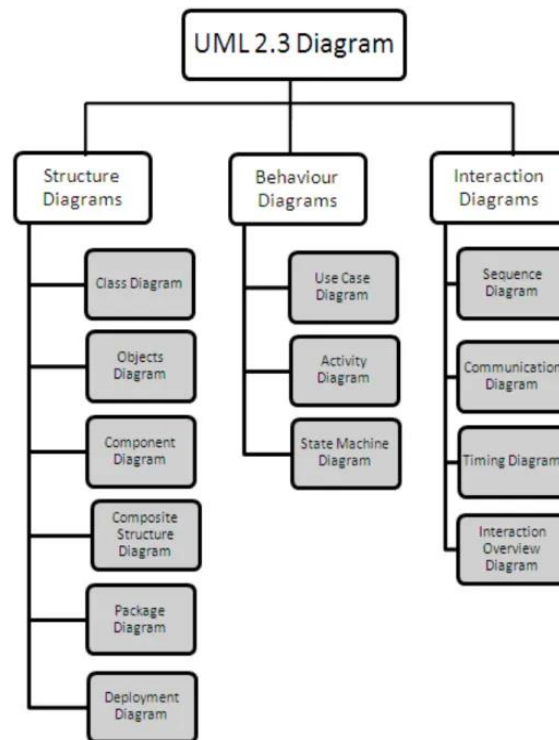 UML 2.3 Diagram
Structure
Diagrams
Behaviour
Diagrams
Interaction
Diagrams
Class Diagram
Objects
Diagram
Component
Diagram
Composite
Structure
Diagram
Package
Diagram
Deployment
Diagram
Use Case
Diagram
Activity
Diagram
State Machine
Diagram
Sequence
Diagram
Communication
Diagram
Timing Diagram
Interaction
Overview
Diagram